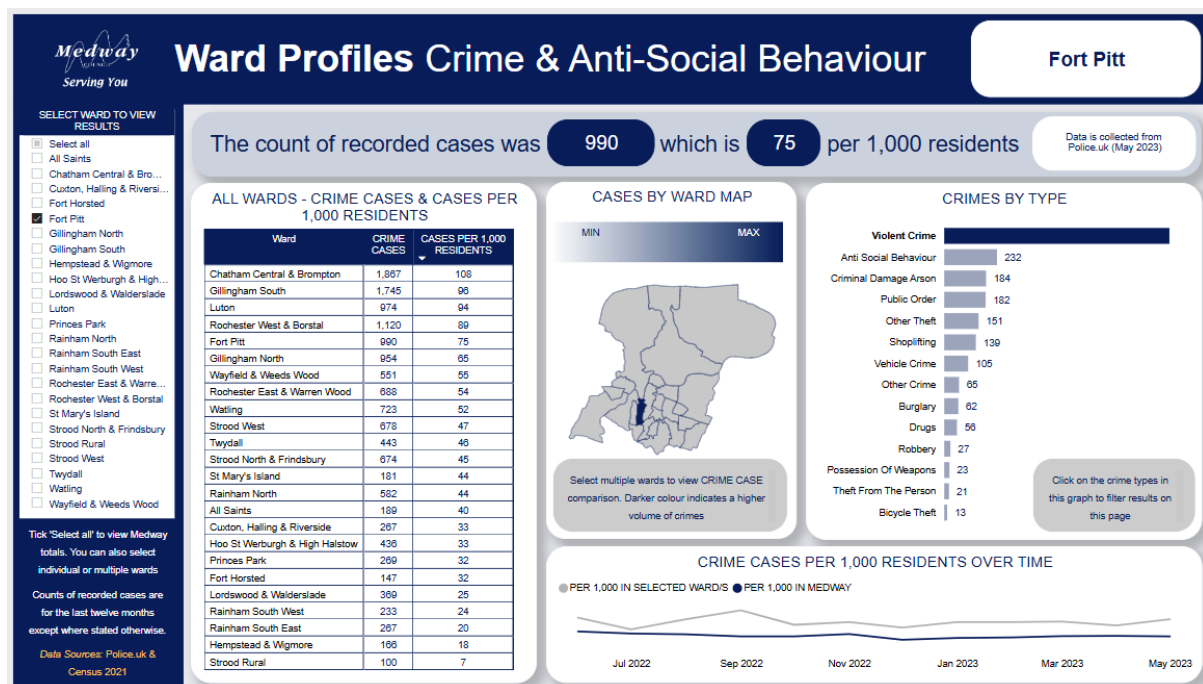 Medway
COUNCIL
Serving You
Ward Profiles Crime & Anti-Social Behaviour
Fort Pitt
SELECT WARD TO VIEW
RESULTS
Select all
All Saints
Chatham Central & Bro...
Cuxton, Halling & Riversi...
Fort Horsted
Fort Pitt
Gillingham North
Gillingham South
Hempstead & Wigmore
Hoo St Werburgh & High...
Lordswood & Walderslade
Luton
Princes Park
Rainham North
Rainham South East
Rainham South West
Rochester East & Warre...
Rochester West & Borstal
St Mary's Island
Strood North & Frindsbury
Strood Rural
Strood West
Twydall
Watling
Wayfield & Weeds Wood
Tick 'Select all' to view Medway
totals. You can also select
individual or multiple wards
Counts of recorded cases are
for the last twelve months
except where stated otherwise.
Data Sources: Police.uk &
Census 2021
The count of recorded cases was 990 which is 75 per 1,000 residents
Data is collected from
Police.uk (May 2023)
ALL WARDS - CRIME CASES & CASES PER
1,000 RESIDENTS
Ward CRIME CASES CASES PER 1,000 RESIDENTS
Chatham Central & Brompton 1,867 108
Gillingham South 1,745 96
Luton 974 94
Rochester West & Borstal 1,120 89
Fort Pitt 990 75
Gillingham North 954 65
Wayfield & Weeds Wood 551 55
Rochester East & Warren Wood 688 54
Watling 723 52
Strood West 678 47
Twydall 443 46
Strood North & Frindsbury 674 45
St Mary's Island 181 44
Rainham North 582 44
All Saints 189 40
Cuxton, Halling & Riverside 267 33
Hoo St Werburgh & High Halstow 436 33
Princes Park 269 32
Fort Horsted 147 32
Lordswood & Walderslade 369 25
Rainham South West 233 24
Rainham South East 267 20
Hempstead & Wigmore 166 18
Strood Rural 100 7
CASES BY WARD MAP
MIN MAX
Select multiple wards to view CRIME CASE
comparison. Darker colour indicates a higher
volume of crimes
CRIMES BY TYPE
Violent Crime
Anti Social Behaviour 232
Criminal Damage Arson 184
Public Order 182
Other Theft 151
Shoplifting 139
Vehicle Crime 105
Other Crime 65
Burglary 62
Drugs 56
Robbery 27
Possession Of Weapons 23
Theft From The Person 21
Bicycle Theft 13
Click on the crime types in
this graph to filter results on
this page
CRIME CASES PER 1,000 RESIDENTS OVER TIME
PER 1,000 IN SELECTED WARD/S PER 1,000 IN MEDWAY
Jul 2022 Sep 2022 Nov 2022 Jan 2023 Mar 2023 May 2023